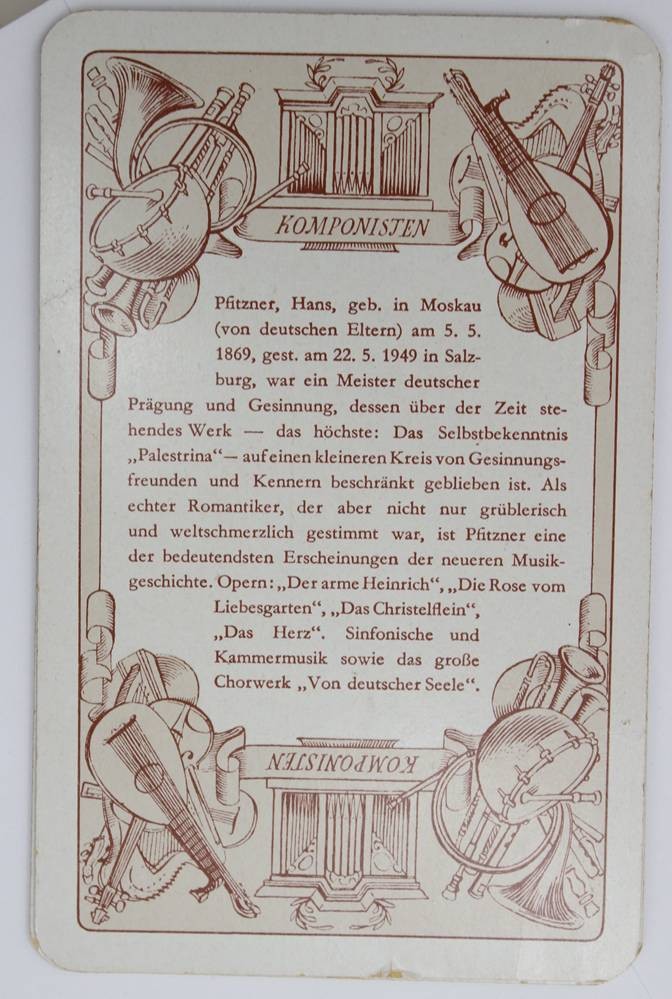 KOMPONISTEN
Pfitzner, Hans, geb. in Moskau
(von deutschen Eltern) am 5. 5.
1869, gest. am 22. 5. 1949 in Salz-
burg, war ein Meister deutscher
Prägung und Gesinnung, dessen über der Zeit ste-
hendes Werk — das höchste: Das Selbstbekenntnis
„Palestrina“— auf einen kleineren Kreis von Gesinnungs-
freunden und Kennern beschränkt geblieben ist. Als
echter Romantiker, der aber nicht nur grüblerisch
und weltschmerzlich gestimmt war, ist Pfitzner eine
der bedeutendsten Erscheinungen der neueren Musik-
geschichte. Opern: „Der arme Heinrich“, „Die Rose vom
Liebesgarten“, „Das Christelflein“,
„Das Herz“. Sinfonische und
Kammermusik sowie das große
Chorwerk „Von deutscher Seele“.
KOMPONISTEN